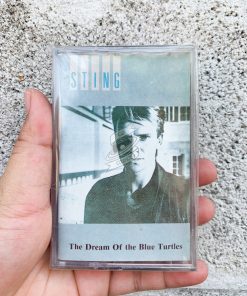 STING
The Dream Of the Blue Turtles